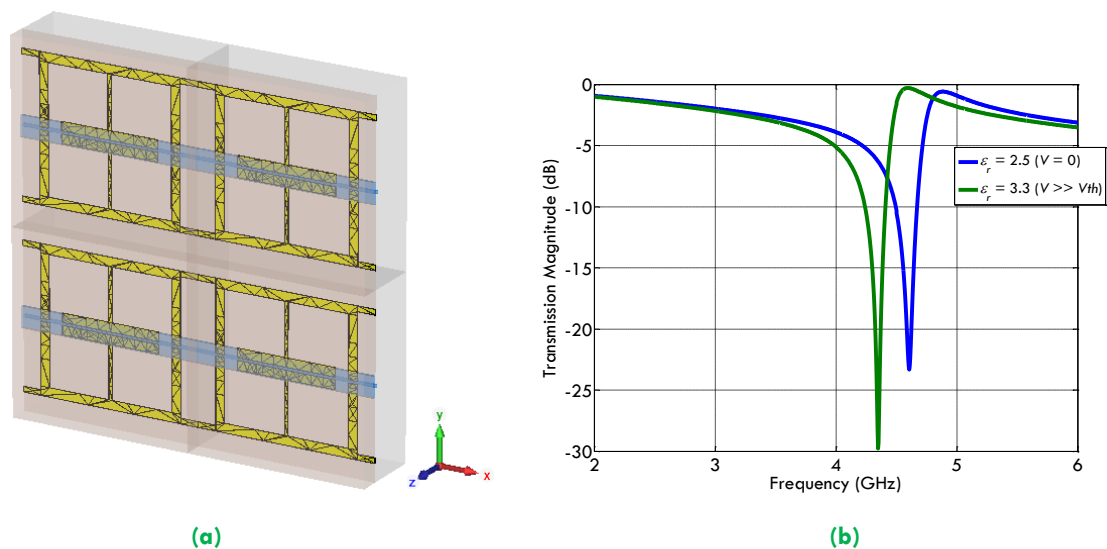 y
x
z
(a)
Transmission Magnitude (dB)
0
-5
-10
-15
-20
-25
-30
2
3
4
5
6
Frequency (GHz)
εr = 2.5 (V = 0)
εr = 3.3 (V >> Vth)
(b)